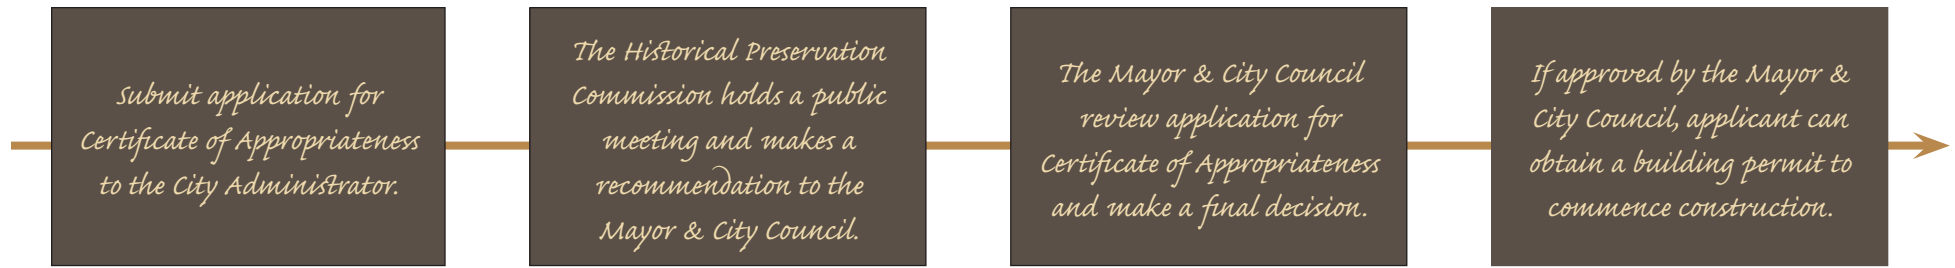 Submit application for
Certificate of Appropriateness
to the City Administrator.
The Historical Preservation
Commission holds a public
meeting and makes a
recommendation to the
Mayor & City Council.
The Mayor & City Council
review application for
Certificate of Appropriateness
and make a final decision.
If approved by the Mayor &
City Council, applicant can
obtain a building permit to
commence construction.